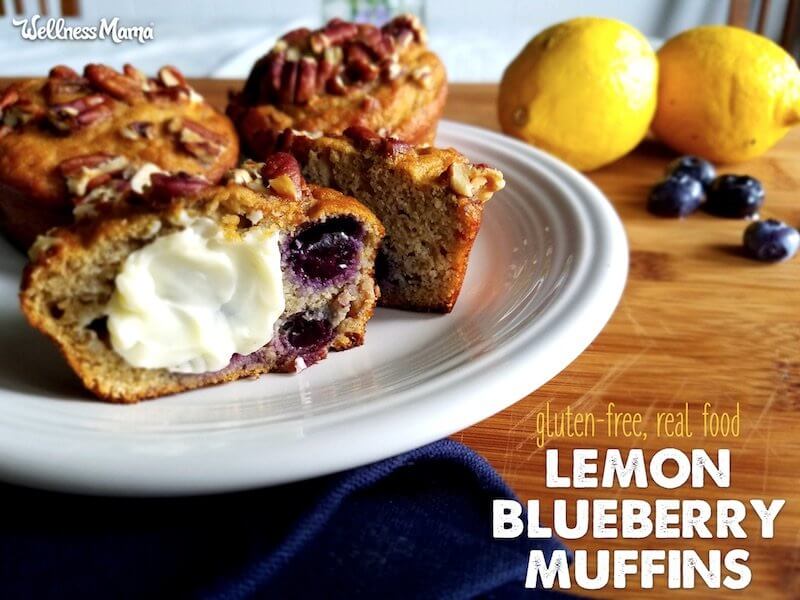 Wellness Mama®
gluten-free, real food
LEMON
BLUEBERRY
MUFFINS